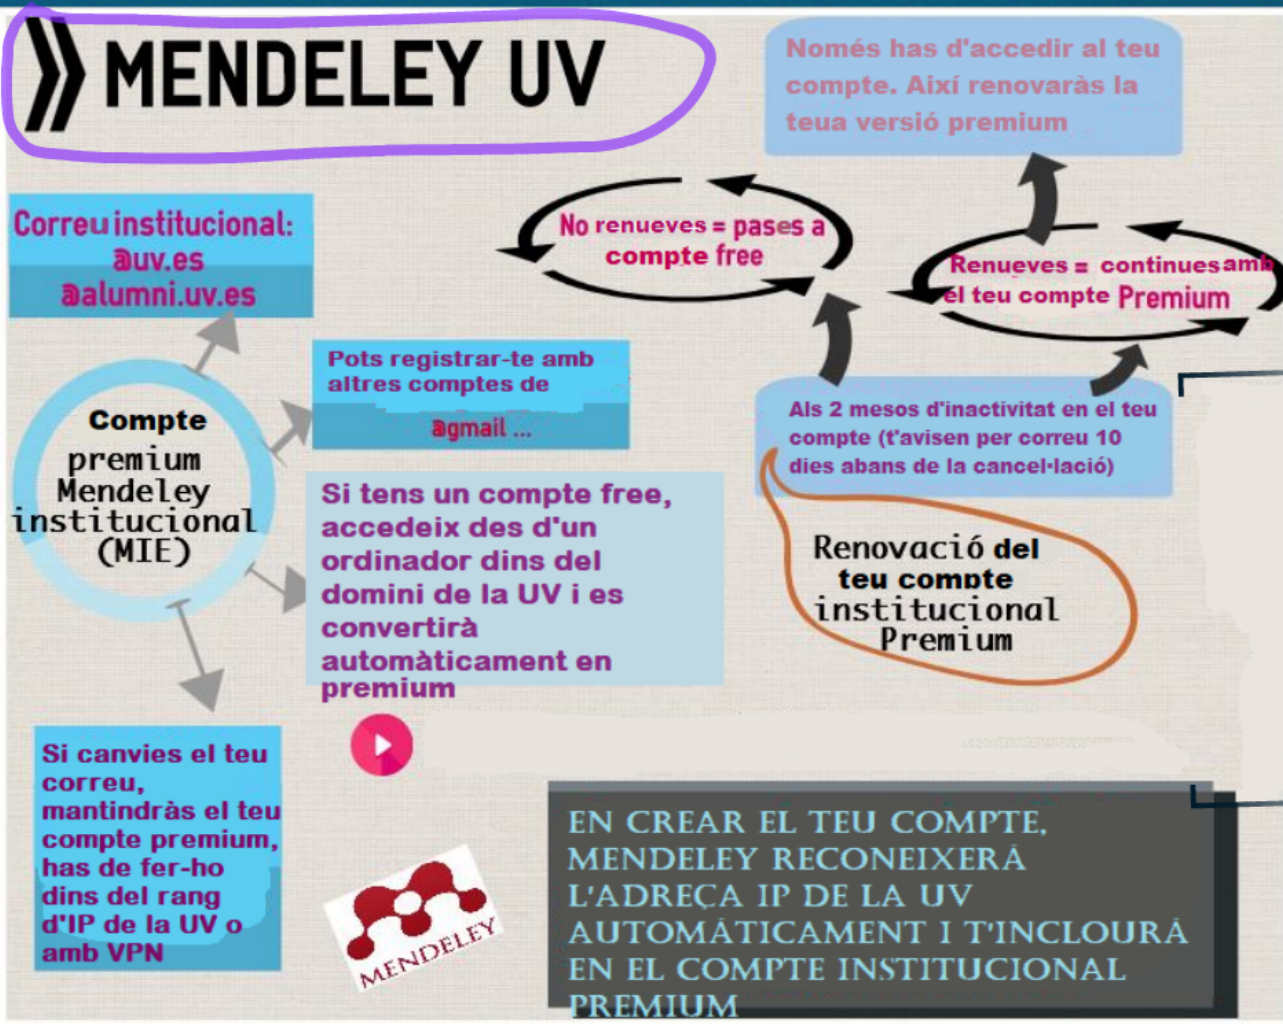 MENDELEY UV
Correu institucional:
@uv.es
@alumni.uv.es
Compte
premium
Mendeley
institucional
(MIE)
Pots registrar-te amb
altres comptes de
@gmail ...
Si tens un compte free,
accedeix des d'un
ordinador dins del
domini de la UV i es
convertirà
automàticament en
premium
Si canvies el teu
correu,
mantindràs el teu
compte premium,
has de fer-ho
dins del rang
d'IP de la UV o
amb VPN
Només has d'accedir al teu
compte. Així renovaràs la
teua versió premium
No renueves = pases a
compte free
Renueves = continues amb
el teu compte Premium
Als 2 mesos d'inactivitat en el teu
compte (t'avisen per correu 10
dies abans de la cancel·lació)
Renovació del
teu compte
institucional
Premium
MENDELEY
EN CREAR EL TEU COMPTE,
MENDELEY RECONEIXERÀ
L'ADREÇA IP DE LA UV
AUTOMÀTICAMENT I T'INCLOURÀ
EN EL COMPTE INSTITUCIONAL
PREMIUM